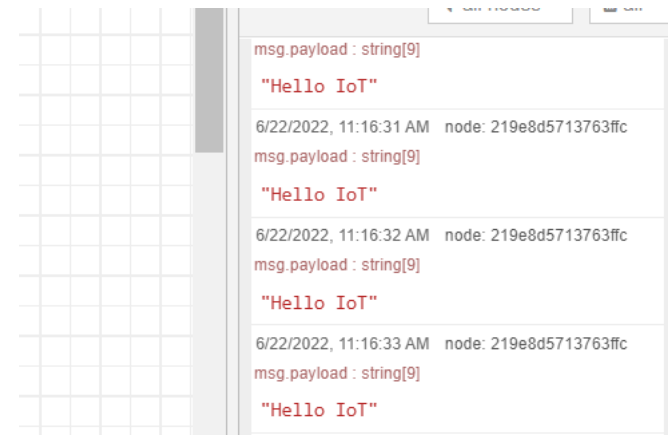 msg.payload : string[9]
"Hello IoT"
6/22/2022, 11:16:31 AM node: 219e8d5713763ffc
msg.payload : string[9]
"Hello IoT"
6/22/2022, 11:16:32 AM node: 219e8d5713763ffc
msg.payload : string[9]
"Hello IoT"
6/22/2022, 11:16:33 AM node: 219e8d5713763ffc
msg.payload : string[9]
"Hello IoT"